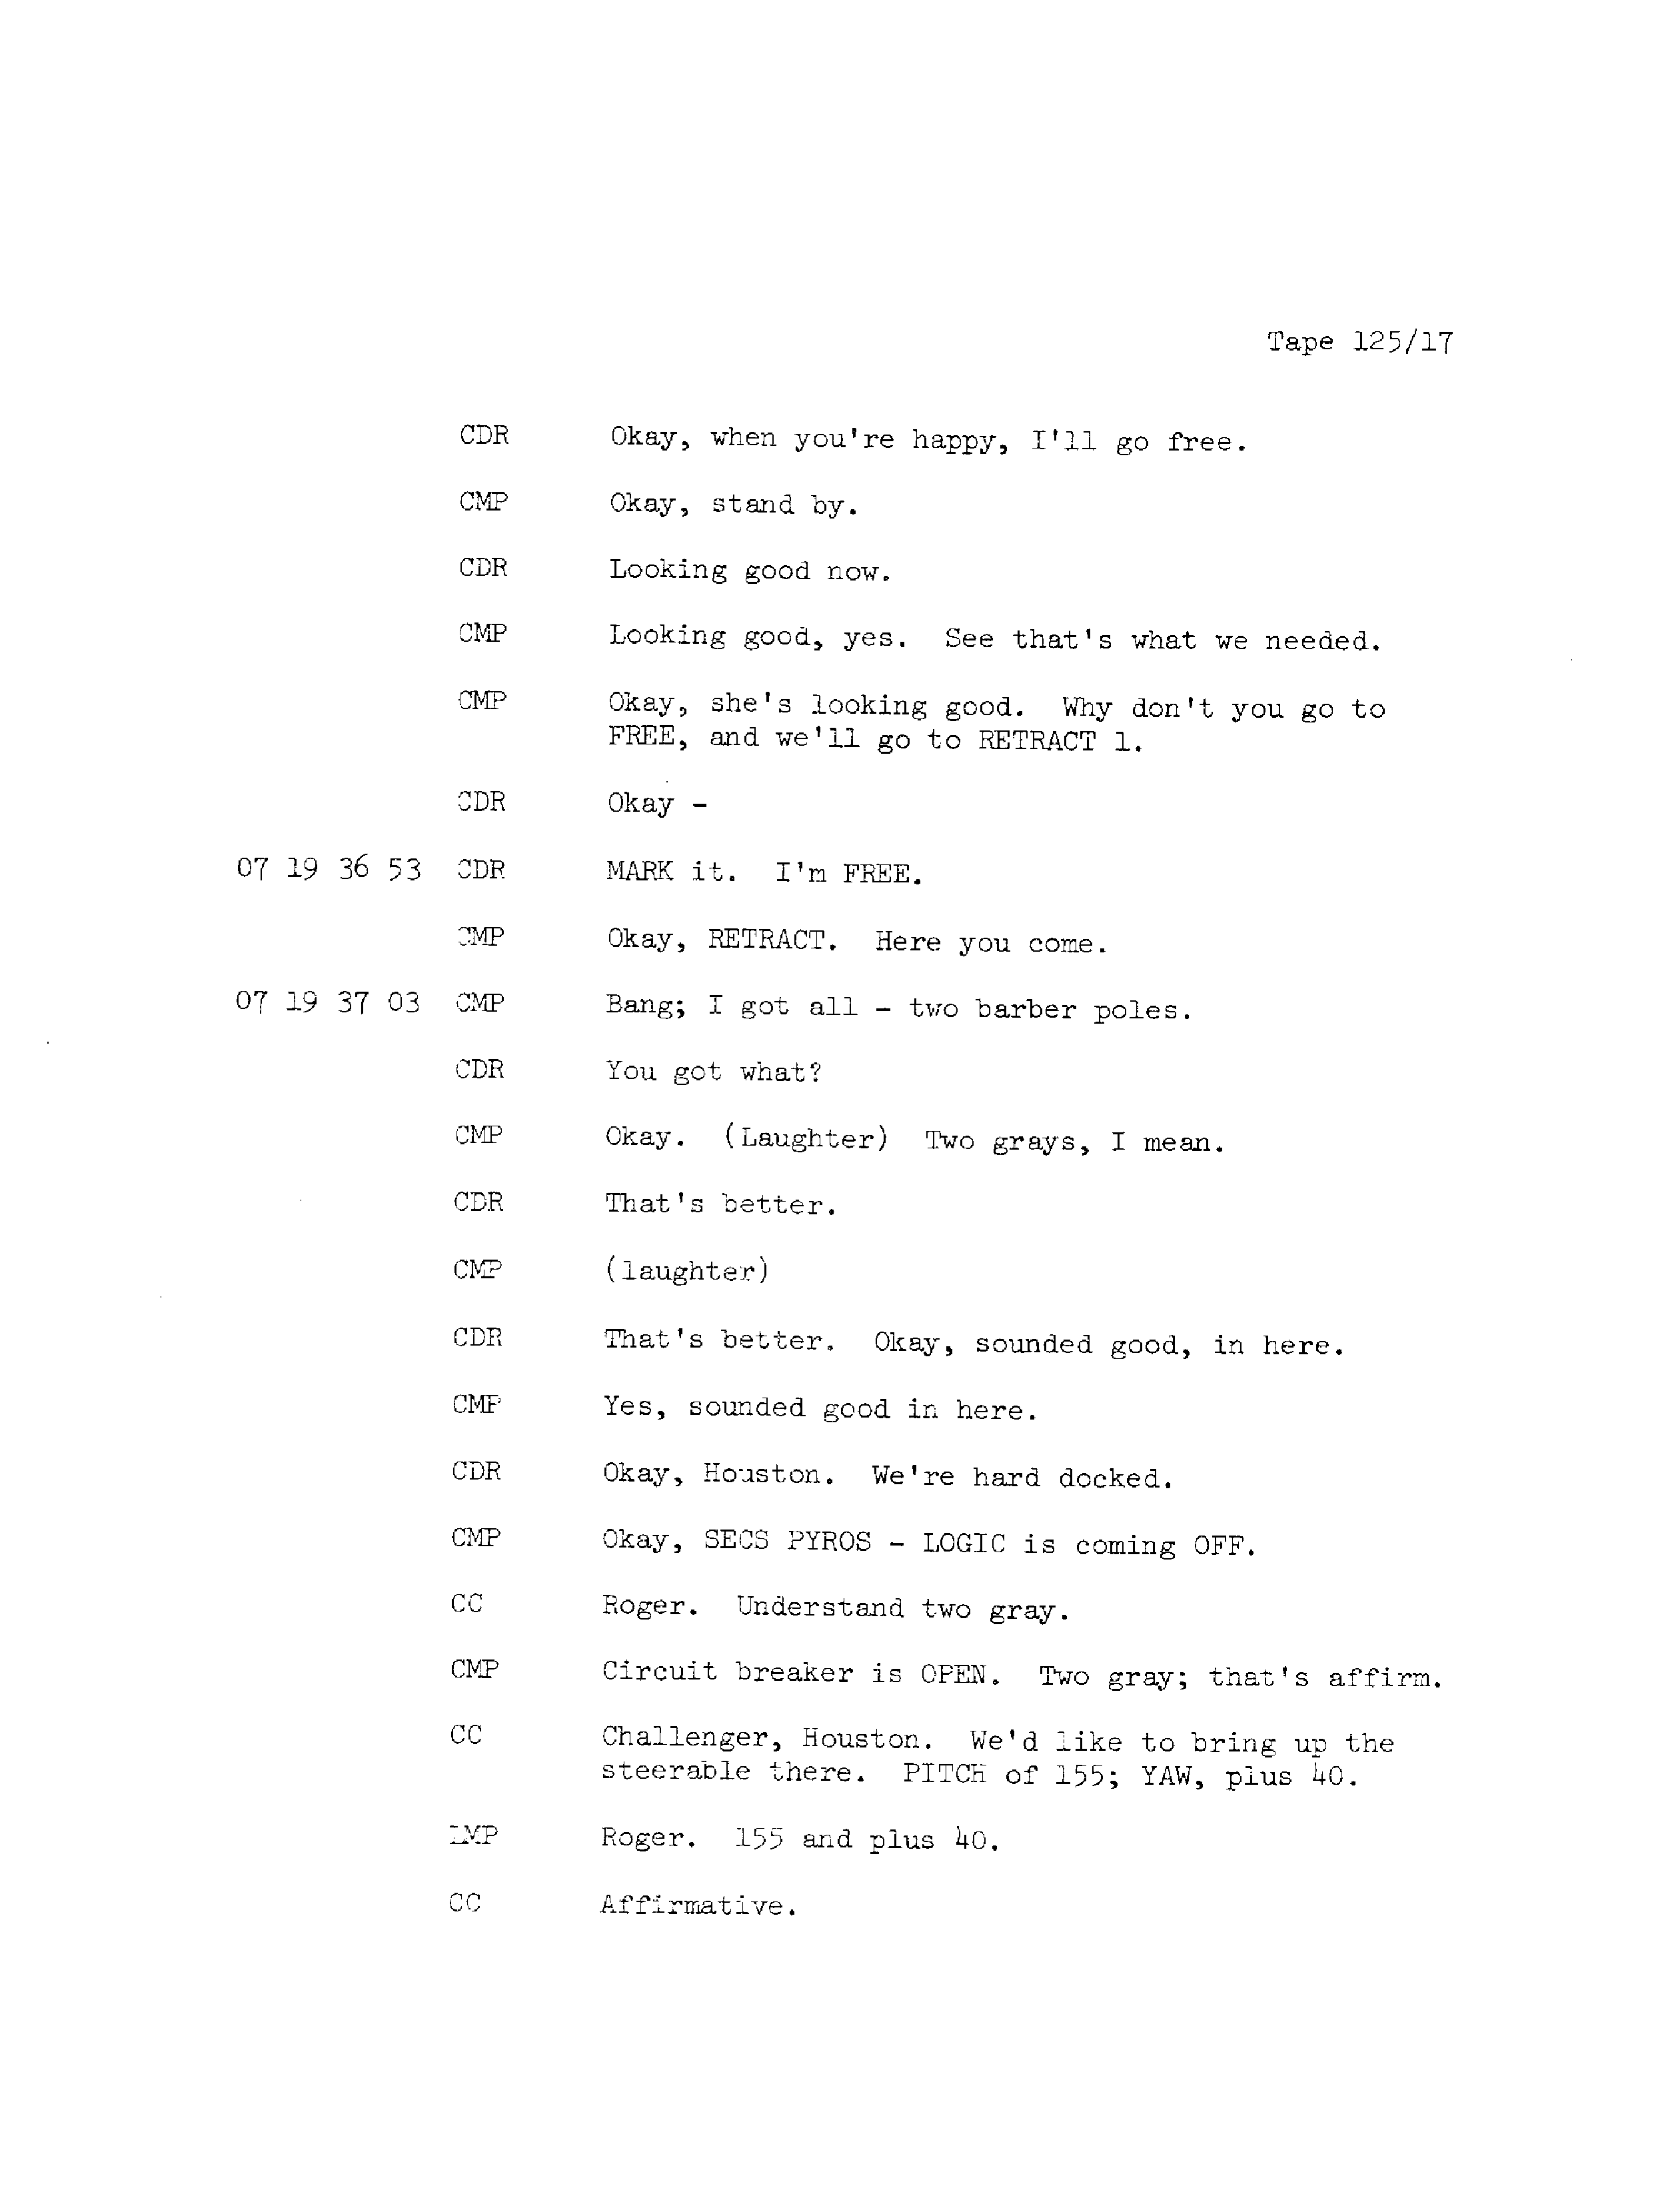 Tape 125/17
CDR Okay, when you're happy, I'll go free.
CMP Okay, stand by.
CDR Looking good now.
CMP Looking good, yes. See that's what we needed.
CMP Okay, she's looking good. Why don't you go to
FREE, and we'll go to RETRACT 1.
CDR Okay -
07 19 36 53 CDR MARK it. I'm FREE.
CMP Okay, RETRACT. Here you come.
07 19 37 03 CMP Bang; I got all - two barber poles.
CDR You got what?
CMP Okay. (Laughter) Two grays, I mean.
CDR That's better.
CMP (laughter)
CDR That's better. Okay, sounded good, in here.
CMP Yes, sounded good in here.
CDR Okay, Houston. We're hard docked.
CMP Okay, SECS PYROS - LOGIC is coming OFF.
CC Roger. Understand two gray.
CMP Circuit breaker is OPEN. Two gray; that's affirm.
CC Challenger, Houston. We'd like to bring up the
steerable there. PITCH of 155; YAW, plus 40.
LMP Roger. 155 and plus 40.
CC Affirmative.